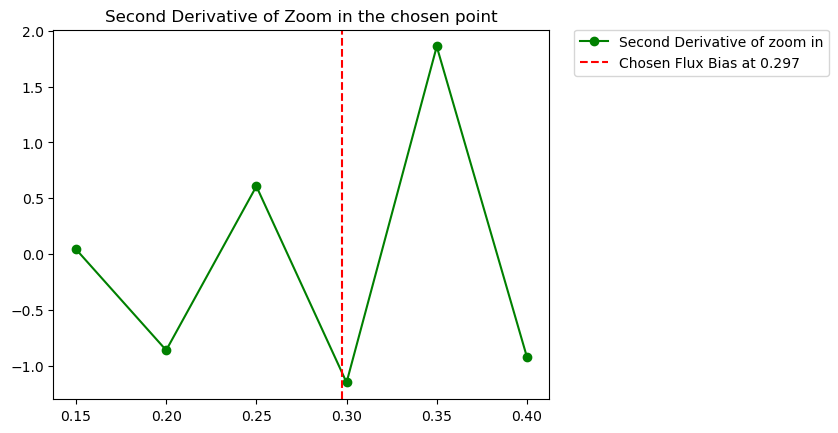 Second Derivative of Zoom in the chosen point
Second Derivative of zoom in
Chosen Flux Bias at 0.297
2.0
1.5
1.0
0.5
0.0
−0.5
−1.0
0.15 0.20 0.25 0.30 0.35 0.40